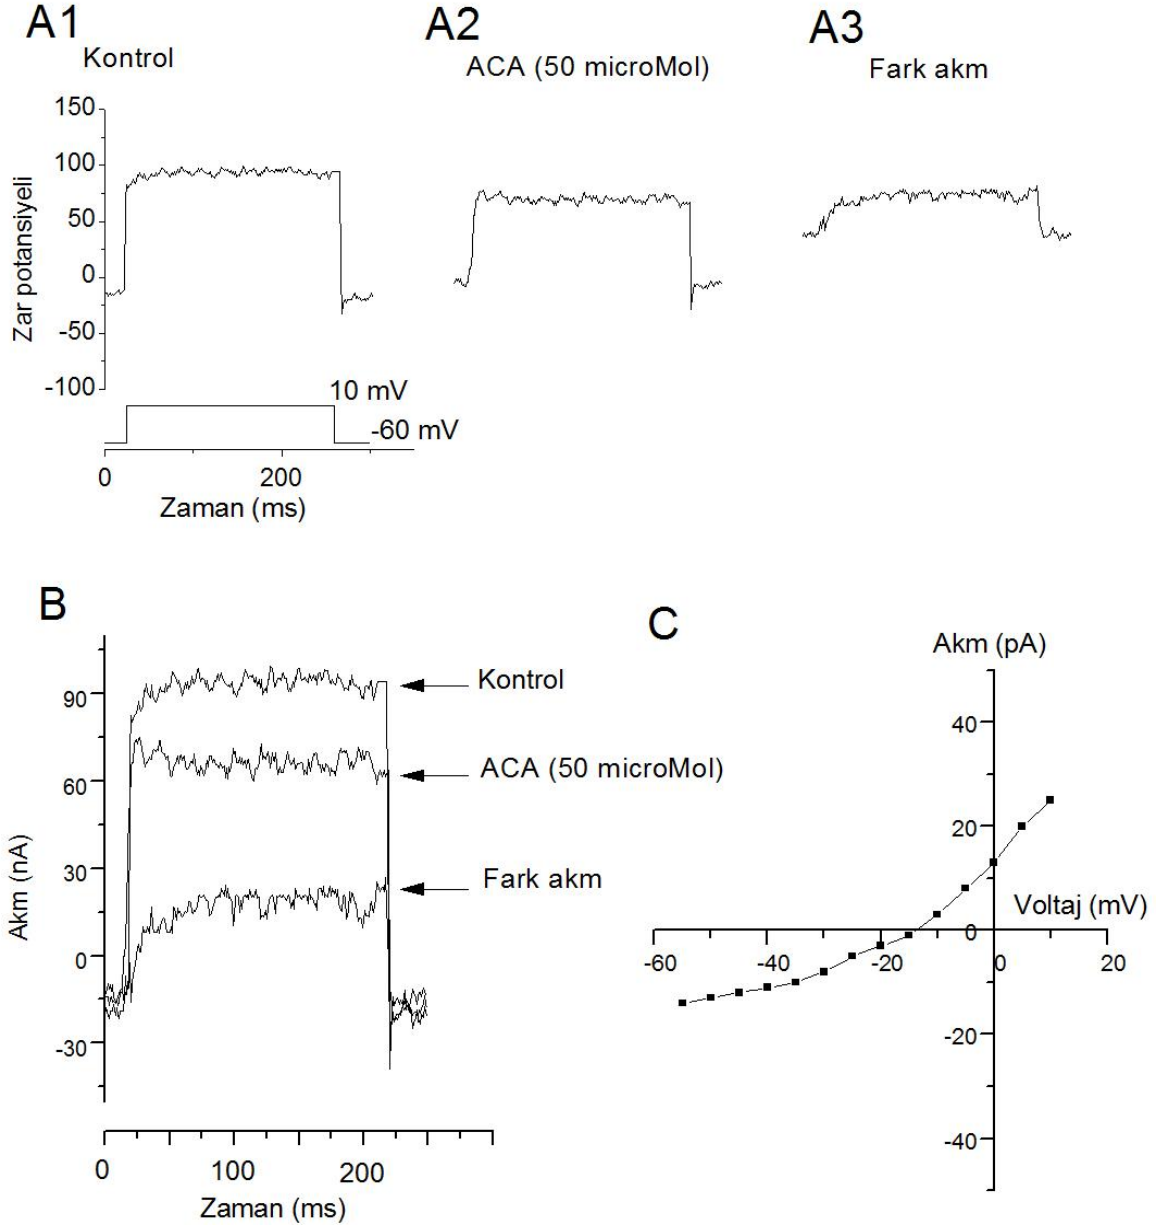 A1
Kontrol
A2
ACA (50 microMol)
A3
Fark akm
Zar potansiyeli
150
100
50
0
-50
-100
10 mV
-60 mV
0 200
Zaman (ms)
B
Akm (nA)
90
60
30
0
-30
Kontrol
ACA (50 microMol)
Fark akm
0 100 200
Zaman (ms)
C
Akm (pA)
40
20
Voltaj (mV)
0
-60 -40 -20 0 20
-20
-40